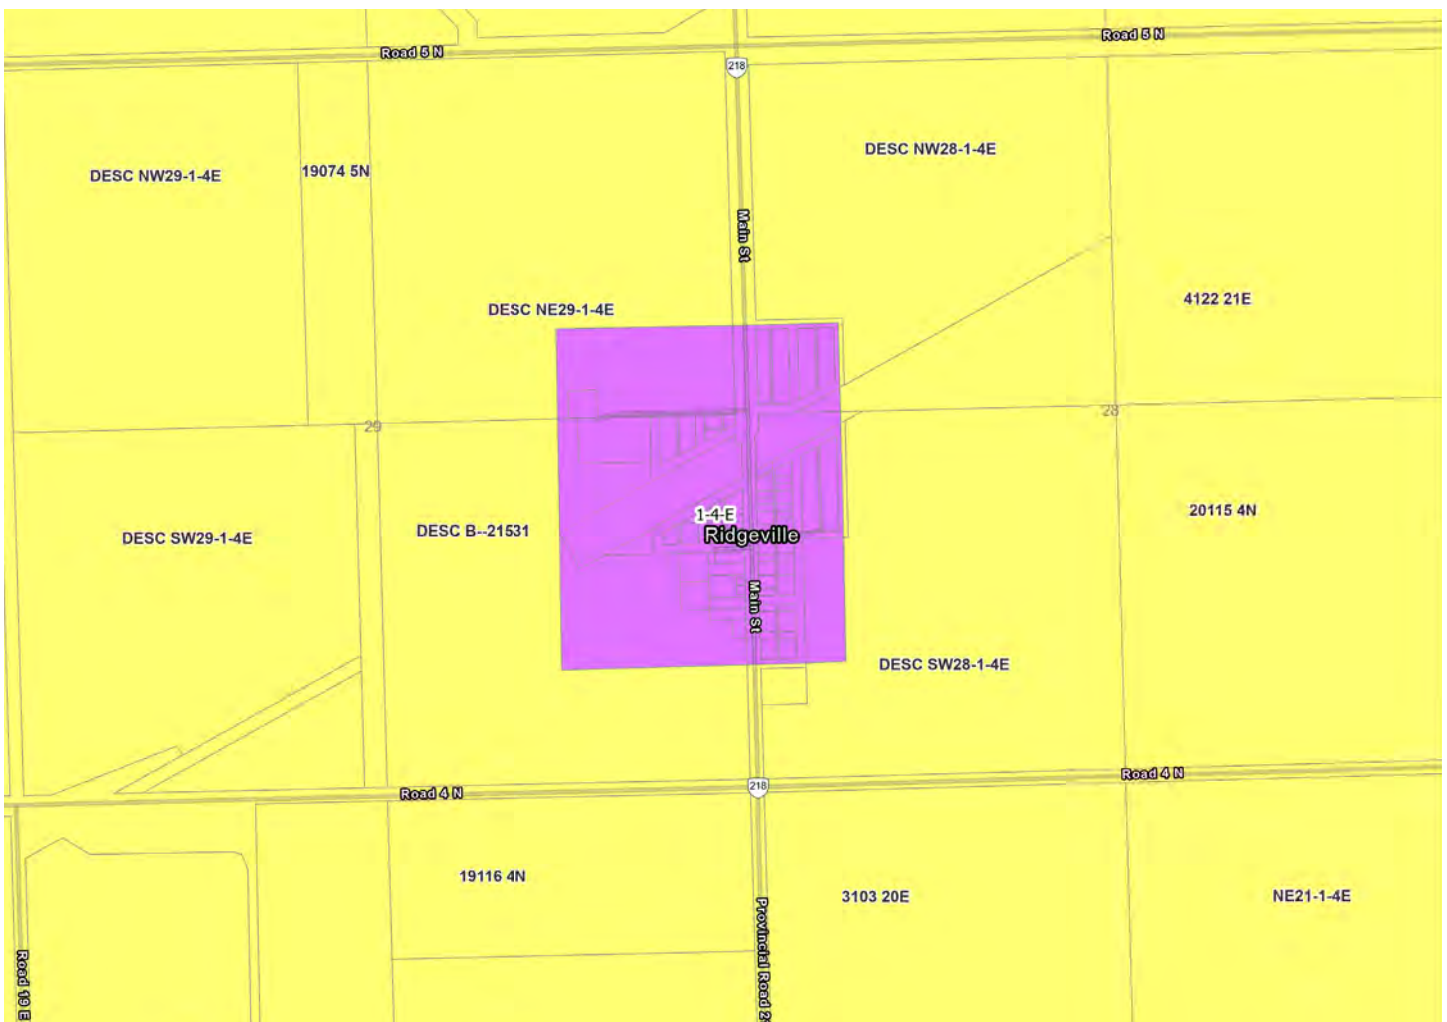 Road 5 N
Road 5 N
218
DESC NW28-1-4E
DESC NW29-1-4E
19074 5N
Main St
4122 21E
DESC NE29-1-4E
28
29
20115 4N
1-4-E
DESC B--21531
Ridgeville
DESC SW29-1-4E
Main St
DESC SW28-1-4E
Road 4 N
218
Road 4 N
19116 4N
3103 20E
NE21-1-4E
Provincial Road
Road 19 E